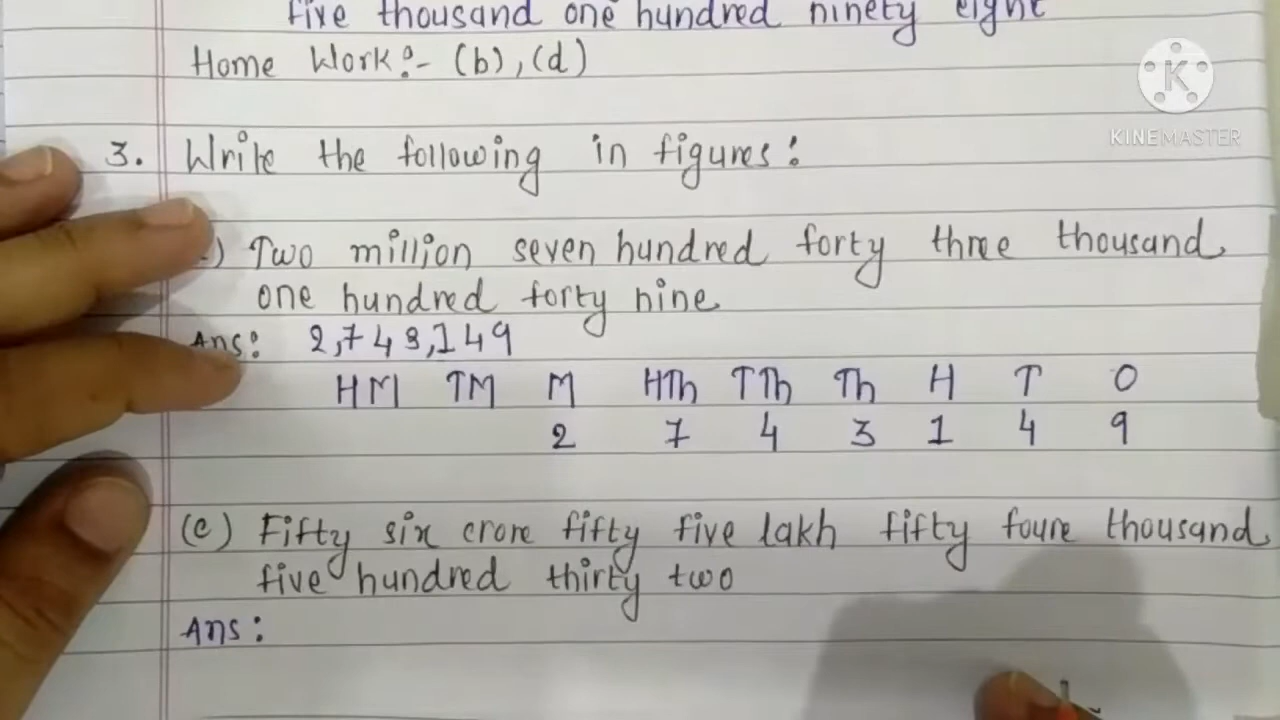 five thousand one hundred ninety eight
Home Work:- (b), (d)
K
KINEMASTER
3. Write the following in figures:
) Two million seven hundred forty three thousand
one hundred forty nine
Ans: 2,743,149
HM TM M HTh TTh Th H T O
2 7 4 3 1 4 9
(c) Fifty six crore fifty five lakh fifty foure thousand
five hundred thirty two
Ans: